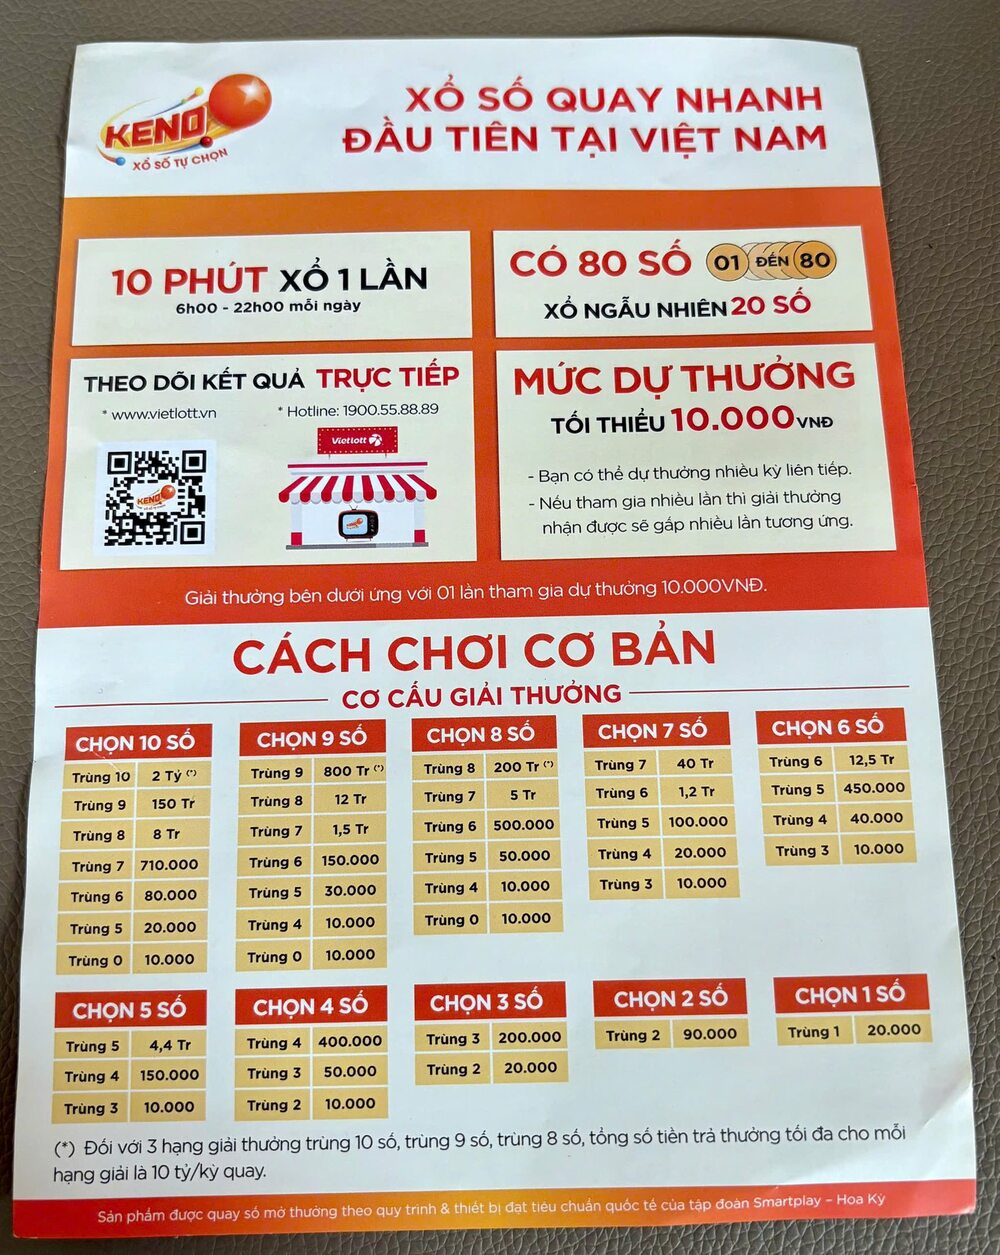 KENO
XỔ SỐ TỰ CHỌN
XỔ SỐ QUAY NHANH
ĐẦU TIÊN TẠI VIỆT NAM
10 PHÚT XỔ 1 LẦN
6h00 - 22h00 mỗi ngày
CÓ 80 SỐ 01 ĐẾN 80
XỔ NGẪU NHIÊN 20 SỐ
THEO DÕI KẾT QUẢ TRỰC TIẾP
* www.vietlott.vn * Hotline: 1900.55.88.89
Vietlott
KENO
MỨC DỰ THƯỞNG
TỐI THIỂU 10.000 VNĐ
- Bạn có thể dự thưởng nhiều kỳ liên tiếp.
- Nếu tham gia nhiều lần thì giải thưởng
nhận được sẽ gấp nhiều lần tương ứng.
Giải thưởng bên dưới ứng với 01 lần tham gia dự thưởng 10.000VNĐ.
CÁCH CHƠI CƠ BẢN
CƠ CẤU GIẢI THƯỞNG
CHỌN 10 SỐ
Trùng 10 2 Tỷ (*)
Trùng 9 150 Tr
Trùng 8 8 Tr
Trùng 7 710.000
Trùng 6 80.000
Trùng 5 20.000
Trùng 0 10.000
CHỌN 9 SỐ
Trùng 9 800 Tr (*)
Trùng 8 12 Tr
Trùng 7 1,5 Tr
Trùng 6 150.000
Trùng 5 30.000
Trùng 4 10.000
Trùng 0 10.000
CHỌN 8 SỐ
Trùng 8 200 Tr (*)
Trùng 7 5 Tr
Trùng 6 500.000
Trùng 5 50.000
Trùng 4 10.000
Trùng 0 10.000
CHỌN 7 SỐ
Trùng 7 40 Tr
Trùng 6 1,2 Tr
Trùng 5 100.000
Trùng 4 20.000
Trùng 3 10.000
CHỌN 6 SỐ
Trùng 6 12,5 Tr
Trùng 5 450.000
Trùng 4 40.000
Trùng 3 10.000
CHỌN 5 SỐ
Trùng 5 4,4 Tr
Trùng 4 150.000
Trùng 3 10.000
CHỌN 4 SỐ
Trùng 4 400.000
Trùng 3 50.000
Trùng 2 10.000
CHỌN 3 SỐ
Trùng 3 200.000
Trùng 2 20.000
CHỌN 2 SỐ
Trùng 2 90.000
CHỌN 1 SỐ
Trùng 1 20.000
(*) Đối với 3 hạng giải thưởng trùng 10 số, trùng 9 số, trùng 8 số, tổng số tiền trả thưởng tối đa cho mỗi
hạng giải là 10 tỷ/kỳ quay.
Sản phẩm được quay số mở thưởng theo quy trình & thiết bị đạt tiêu chuẩn quốc tế của tập đoàn Smartplay – Hoa Kỳ